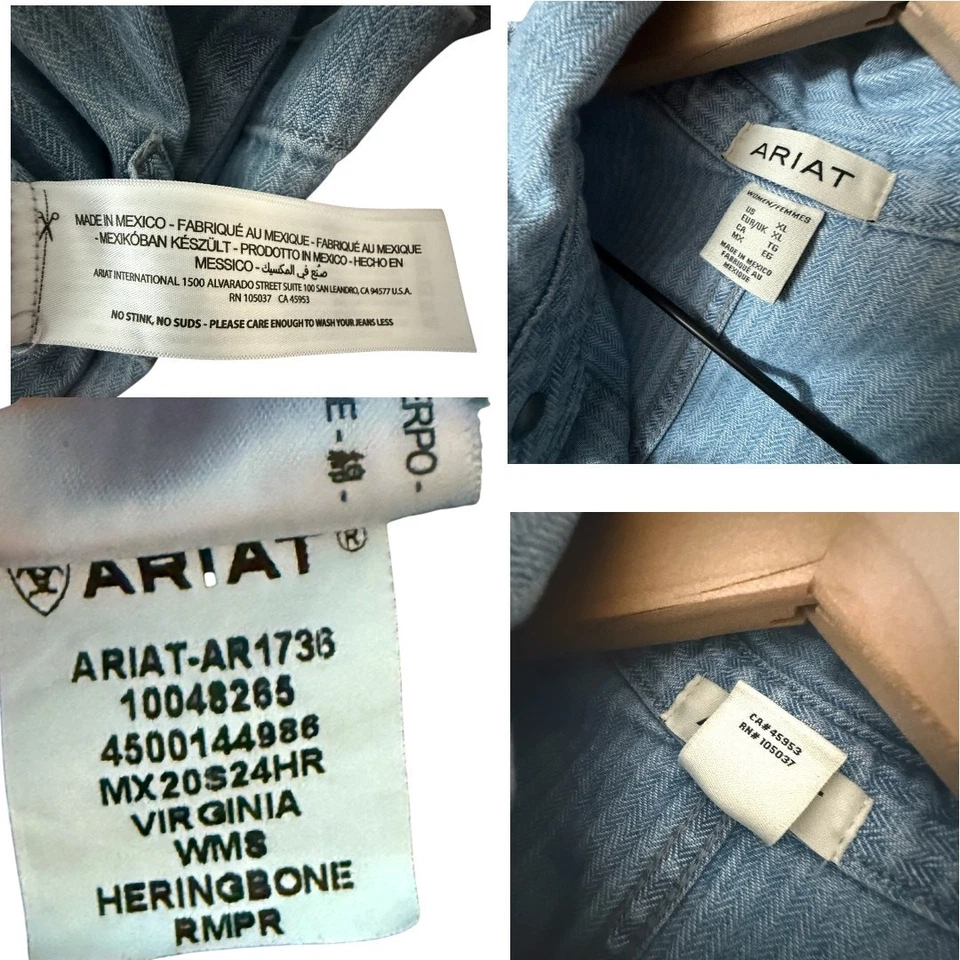 MADE IN MEXICO - FABRIQUÉ AU MEXIQUE - FABRIQUÉ AU MEXIQUE
-MEXIKÓBAN KÉSZÜLT - PRODOTTO IN MEXICO - HECHO EN
MESSICO - صنع في المكسيك
ARIAT INTERNATIONAL 1500 ALVARADO STREET SUITE 100 SAN LEANDRO, CA 94577 U.S.A.
RN 105037 CA 45953
NO STINK, NO SUDS - PLEASE CARE ENOUGH TO WASH YOUR JEANS LESS
ARIAT
WOMEN/FEMMES
US XL
EUR/UK XL
CA TG
MX EG
MADE IN MEXICO
FABRIQUÉ AU
MEXIQUE
ERPO-
E-
ARIAT®
ARIAT-AR1736
10048265
4500144986
MX20S24HR
VIRGINIA
WMS
HERINGBONE
RMPR
CA# 45953
RN# 105037